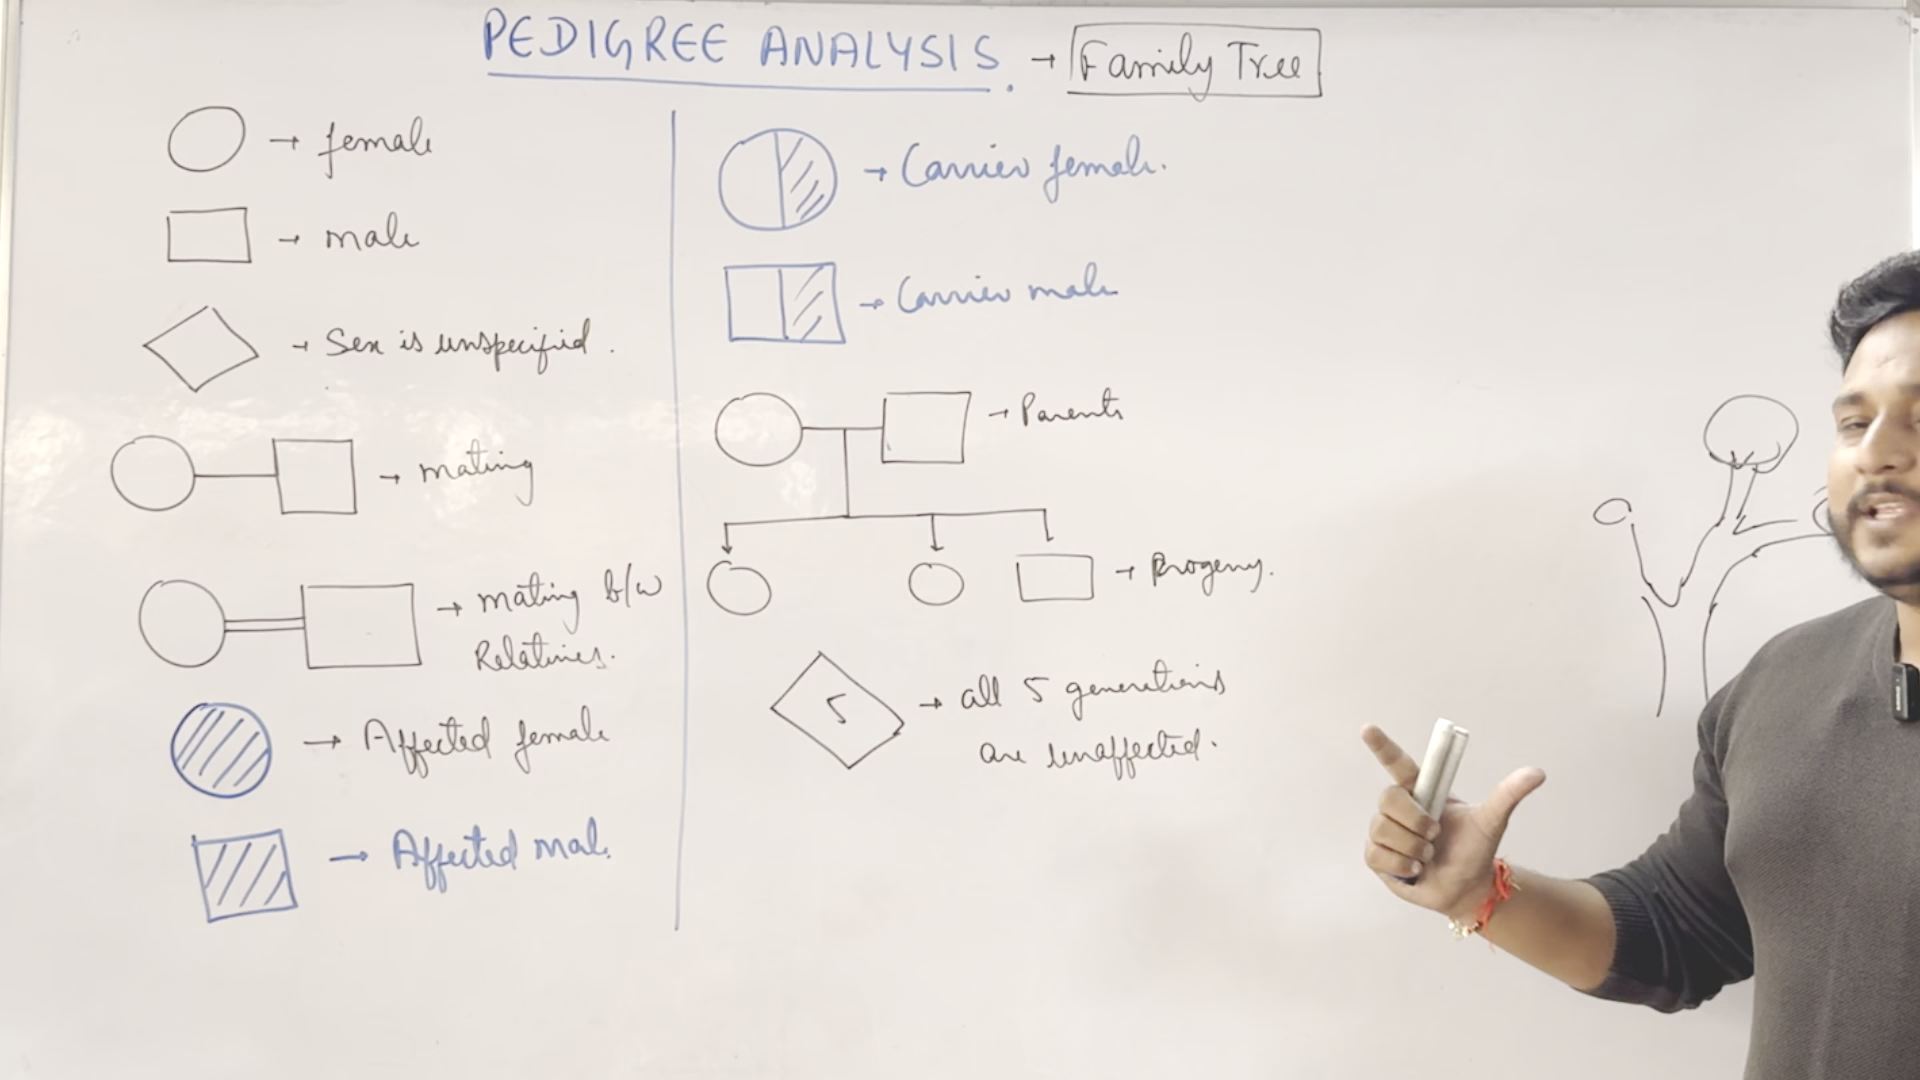 PEDIGREE ANALYSIS. → Family Tree
→ female
→ male
→ Sex is unspecified.
→ mating
→ mating b/w
Relatives.
→ Affected female
→ Affected male
→ Carrier female.
→ Carrier male
→ Parents
→ Progeny.
5 → all 5 generations
are unaffected.